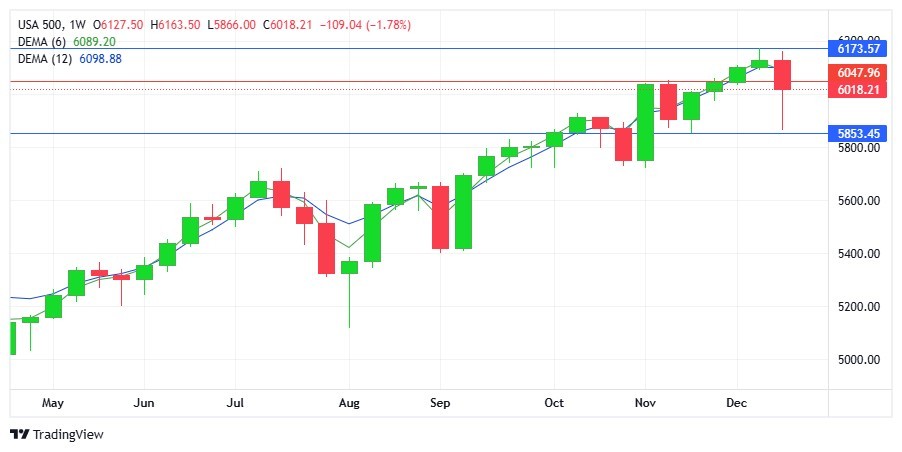 USA 500, 1W O6127.50 H6163.50 L5866.00 C6018.21 −109.04 (−1.78%)
DEMA (6) 6089.20
DEMA (12) 6098.88
6200.00
6173.57
6047.96
6018.21
5853.45
5800.00
5600.00
5400.00
5200.00
5000.00
May Jun Jul Aug Sep Oct Nov Dec
TradingView